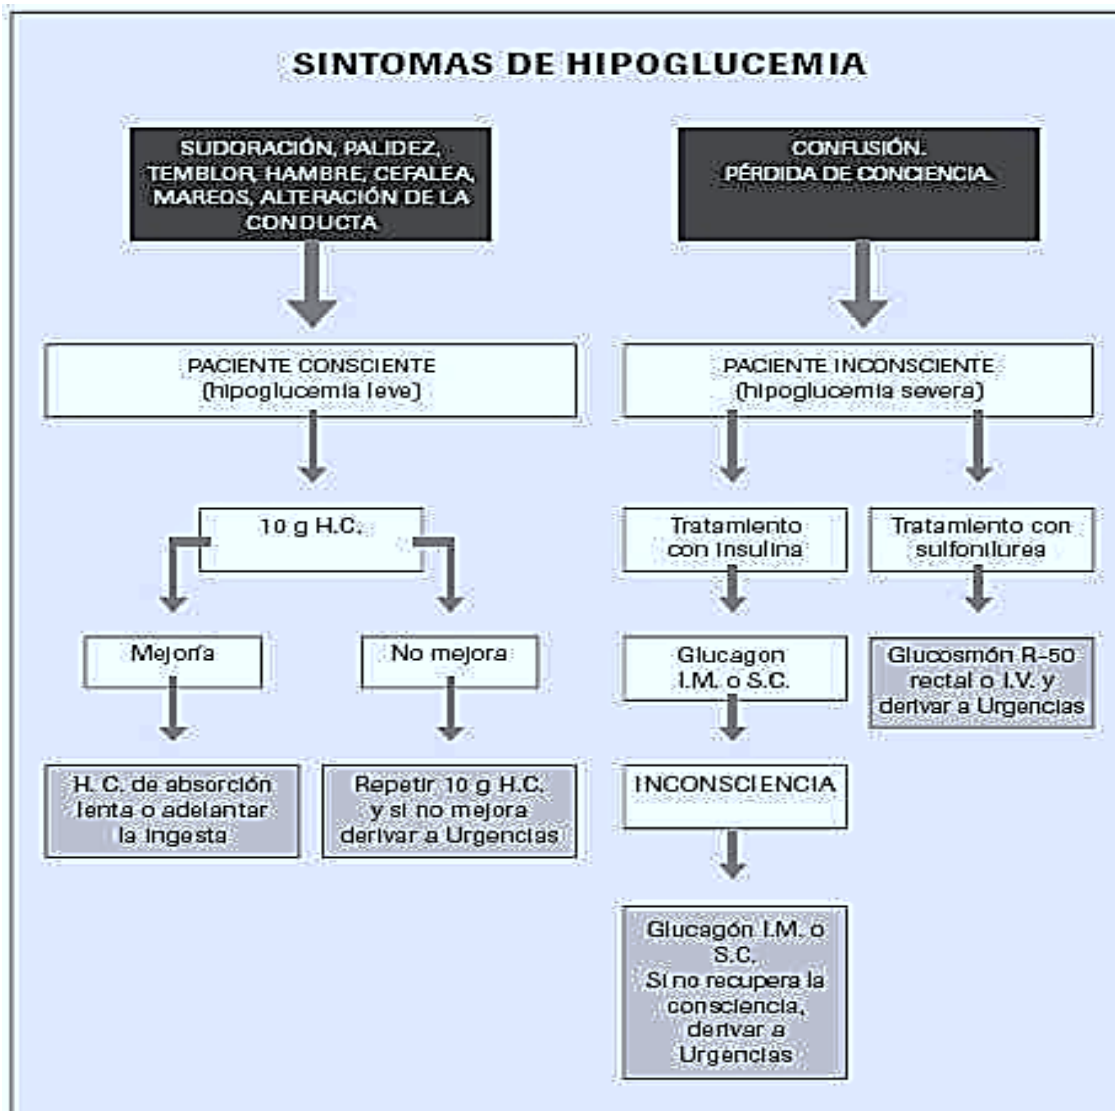 SINTOMAS DE HIPOGLUCEMIA
SUDORACIÓN, PALIDEZ,
TEMBLOR, HAMBRE, CEFALEA,
MAREOS, ALTERACIÓN DE LA
CONDUCTA
CONFUSIÓN.
PÉRDIDA DE CONCIENCIA.
PACIENTE CONSCIENTE
(hipoglucemia leve)
PACIENTE INCONSCIENTE
(hipoglucemia severa)
10 g H.C.
Tratamiento
con insulina
Tratamiento con
sulfonilurea
Mejoría
No mejora
Glucagon
I.M. o S.C.
Glucosmón R-50
rectal o I.V. y
derivar a Urgencias
H. C. de absorción
lenta o adelantar
la ingesta
Repetir 10 g H.C.
y si no mejora
derivar a Urgencias
INCONSCIENCIA
Glucagón I.M. o
S.C.
Si no recupera la
consciencia,
derivar a
Urgencias